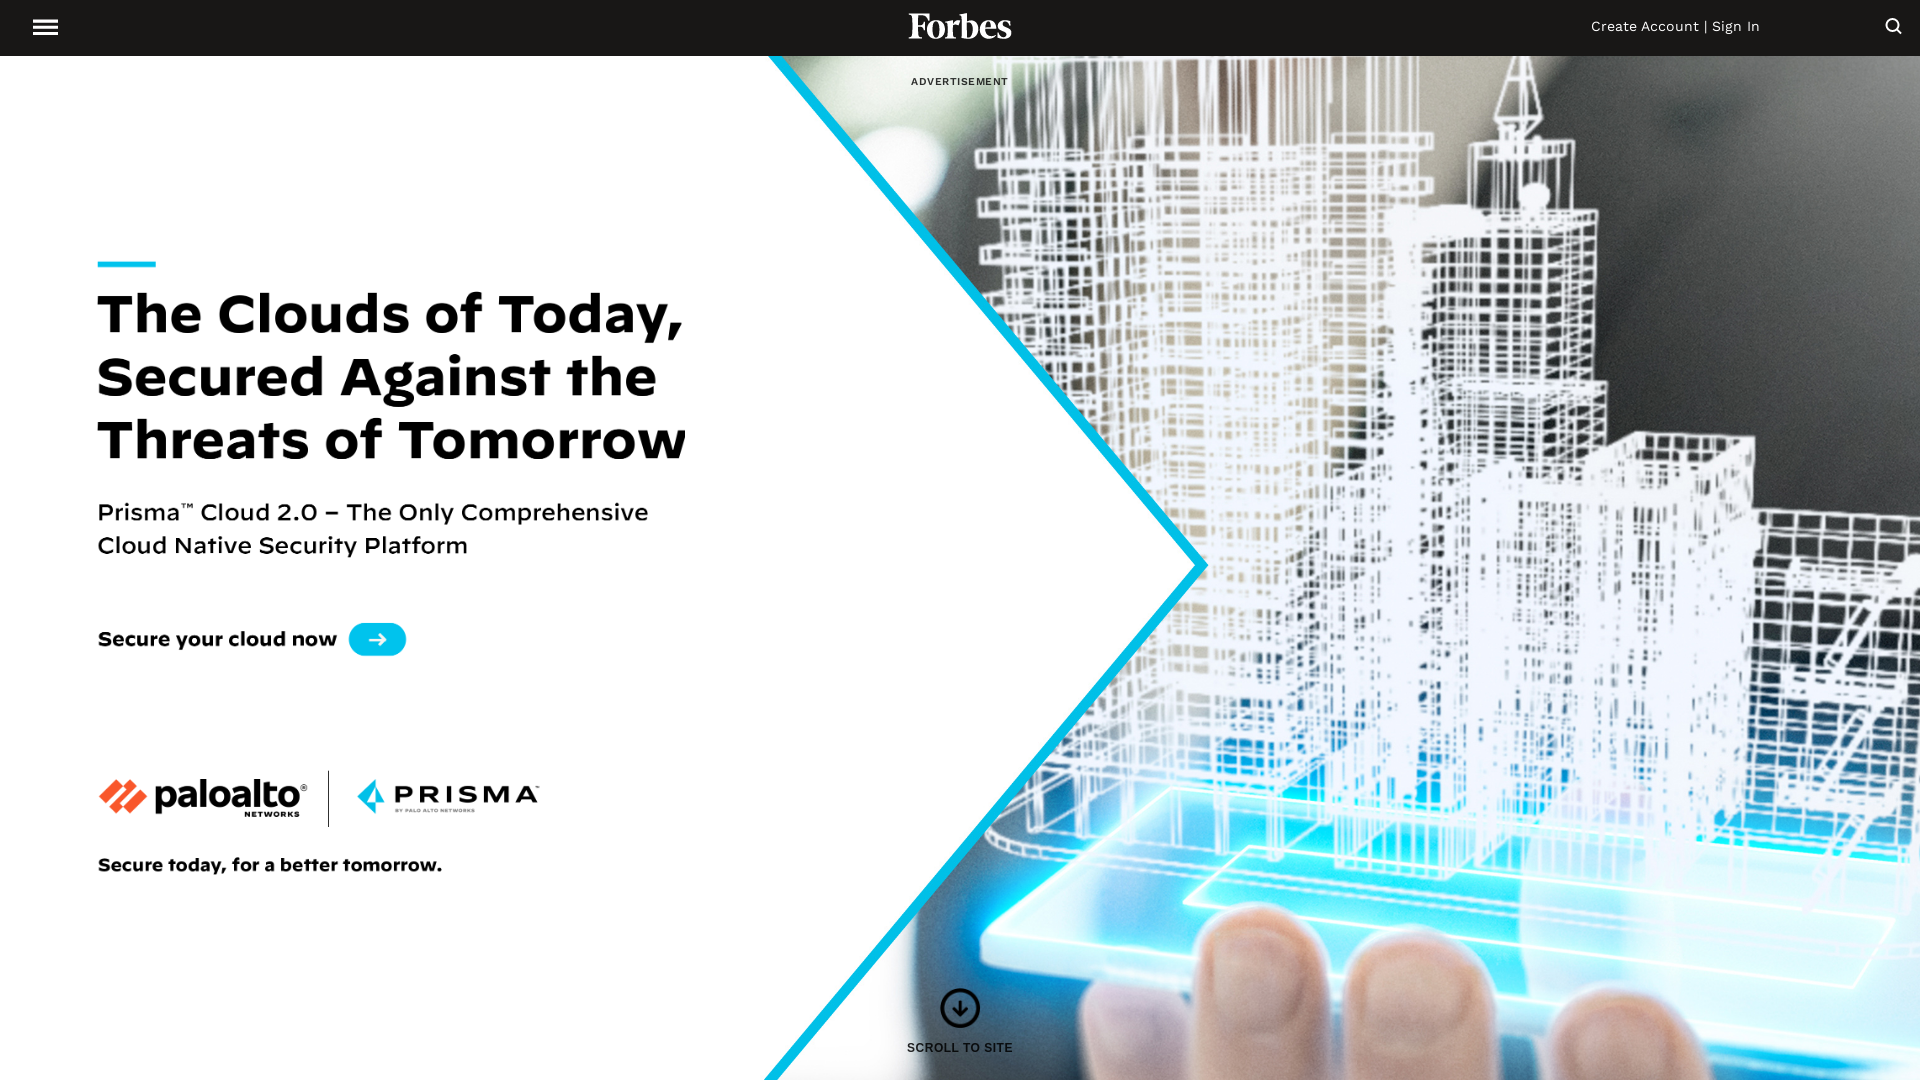 Forbes
Create Account | Sign In
ADVERTISEMENT
The Clouds of Today,
Secured Against the
Threats of Tomorrow
Prisma™ Cloud 2.0 – The Only Comprehensive
Cloud Native Security Platform
Secure your cloud now
paloalto®
NETWORKS
PRISMA™
BY PALO ALTO NETWORKS
Secure today, for a better tomorrow.
SCROLL TO SITE